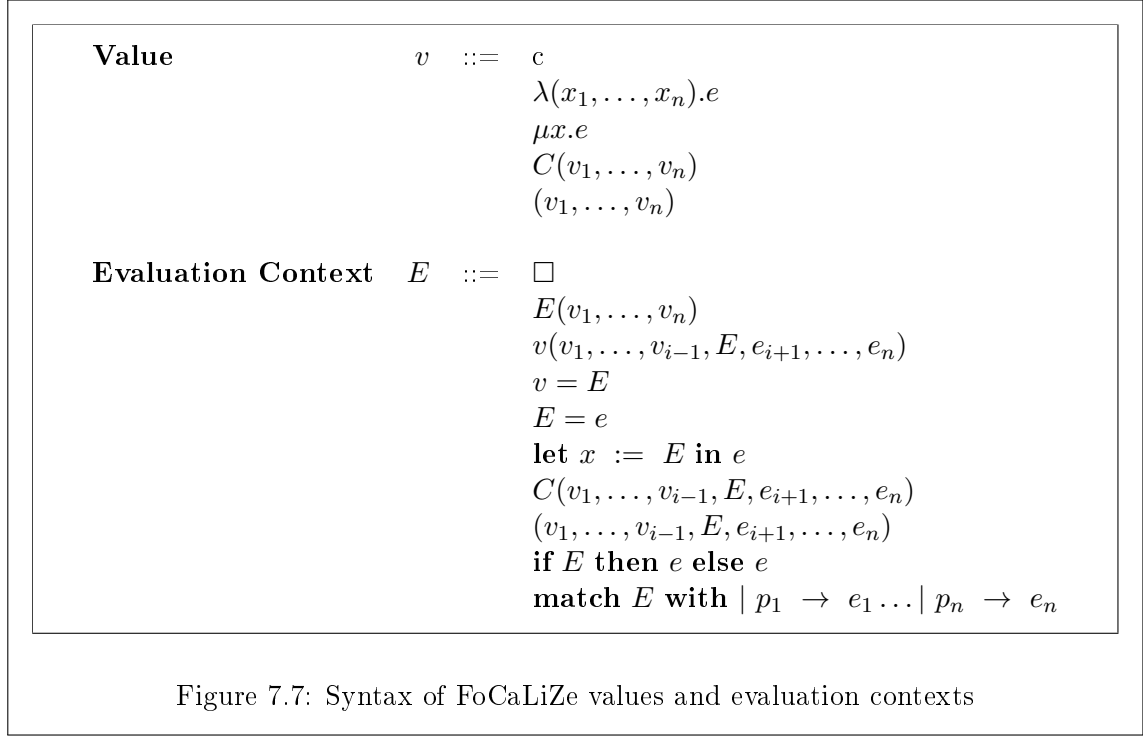 Value v ::= c
λ(x₁, . . . , xₙ).e
μx.e
C(v₁, . . . , vₙ)
(v₁, . . . , vₙ)
Evaluation Context E ::= □
E(v₁, . . . , vₙ)
v(v₁, . . . , vᵢ₋₁, E, eᵢ₊₁, . . . , eₙ)
v = E
E = e
let x := E in e
C(v₁, . . . , vᵢ₋₁, E, eᵢ₊₁, . . . , eₙ)
(v₁, . . . , vᵢ₋₁, E, eᵢ₊₁, . . . , eₙ)
if E then e else e
match E with | p₁ → e₁ . . . | pₙ → eₙ
Figure 7.7: Syntax of FoCaLiZe values and evaluation contexts